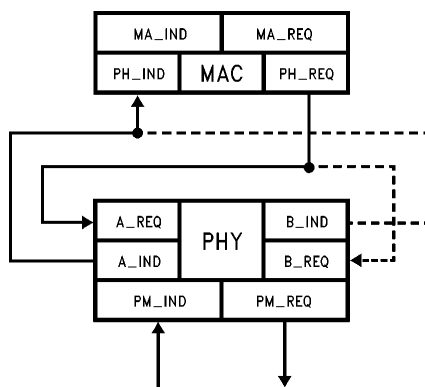 MA_IND MA_REQ
PH_IND MAC PH_REQ
A_REQ B_IND
PHY
A_IND B_REQ
PM_IND PM_REQ